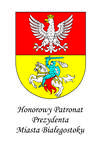 Honorowy Patronat
Prezydenta
Miasta Białegostoku